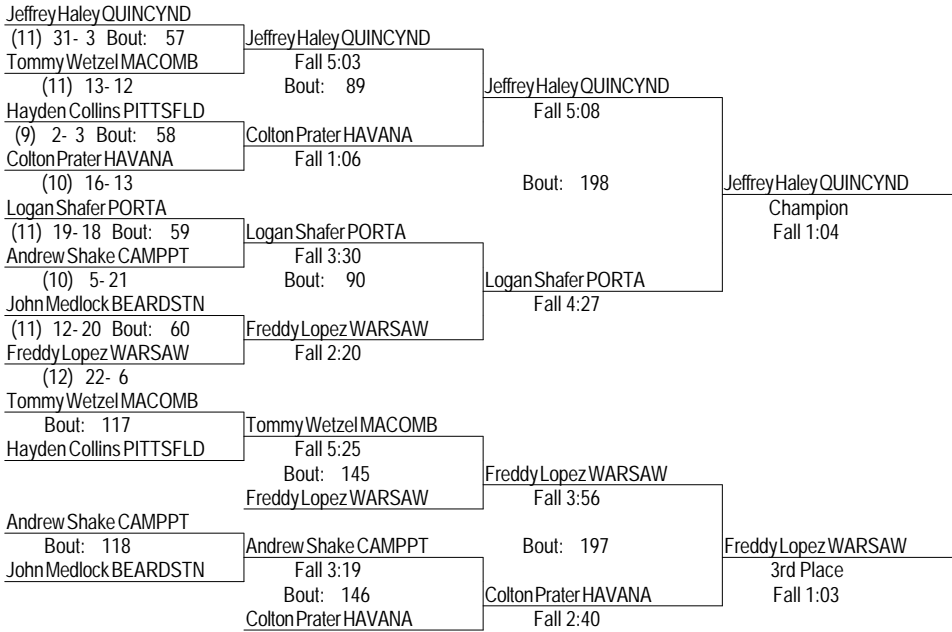 Jeffrey Haley QUINCYND
(11) 31- 3 Bout: 57
Jeffrey Haley QUINCYND
Tommy Wetzel MACOMB
Fall 5:03
(11) 13- 12
Bout: 89
Jeffrey Haley QUINCYND
Hayden Collins PITTSFLD
Fall 5:08
(9) 2- 3 Bout: 58
Colton Prater HAVANA
Colton Prater HAVANA
Fall 1:06
(10) 16- 13
Bout: 198
Jeffrey Haley QUINCYND
Logan Shafer PORTA
Champion
(11) 19- 18 Bout: 59
Logan Shafer PORTA
Fall 1:04
Andrew Shake CAMPPT
Fall 3:30
(10) 5- 21
Bout: 90
Logan Shafer PORTA
John Medlock BEARDSTN
Fall 4:27
(11) 12- 20 Bout: 60
Freddy Lopez WARSAW
Freddy Lopez WARSAW
Fall 2:20
(12) 22- 6
Tommy Wetzel MACOMB
Bout: 117
Tommy Wetzel MACOMB
Hayden Collins PITTSFLD
Fall 5:25
Bout: 145
Freddy Lopez WARSAW
Freddy Lopez WARSAW
Fall 3:56
Andrew Shake CAMPPT
Bout: 118
Andrew Shake CAMPPT
Bout: 197
Freddy Lopez WARSAW
John Medlock BEARDSTN
Fall 3:19
3rd Place
Bout: 146
Colton Prater HAVANA
Fall 1:03
Colton Prater HAVANA
Fall 2:40